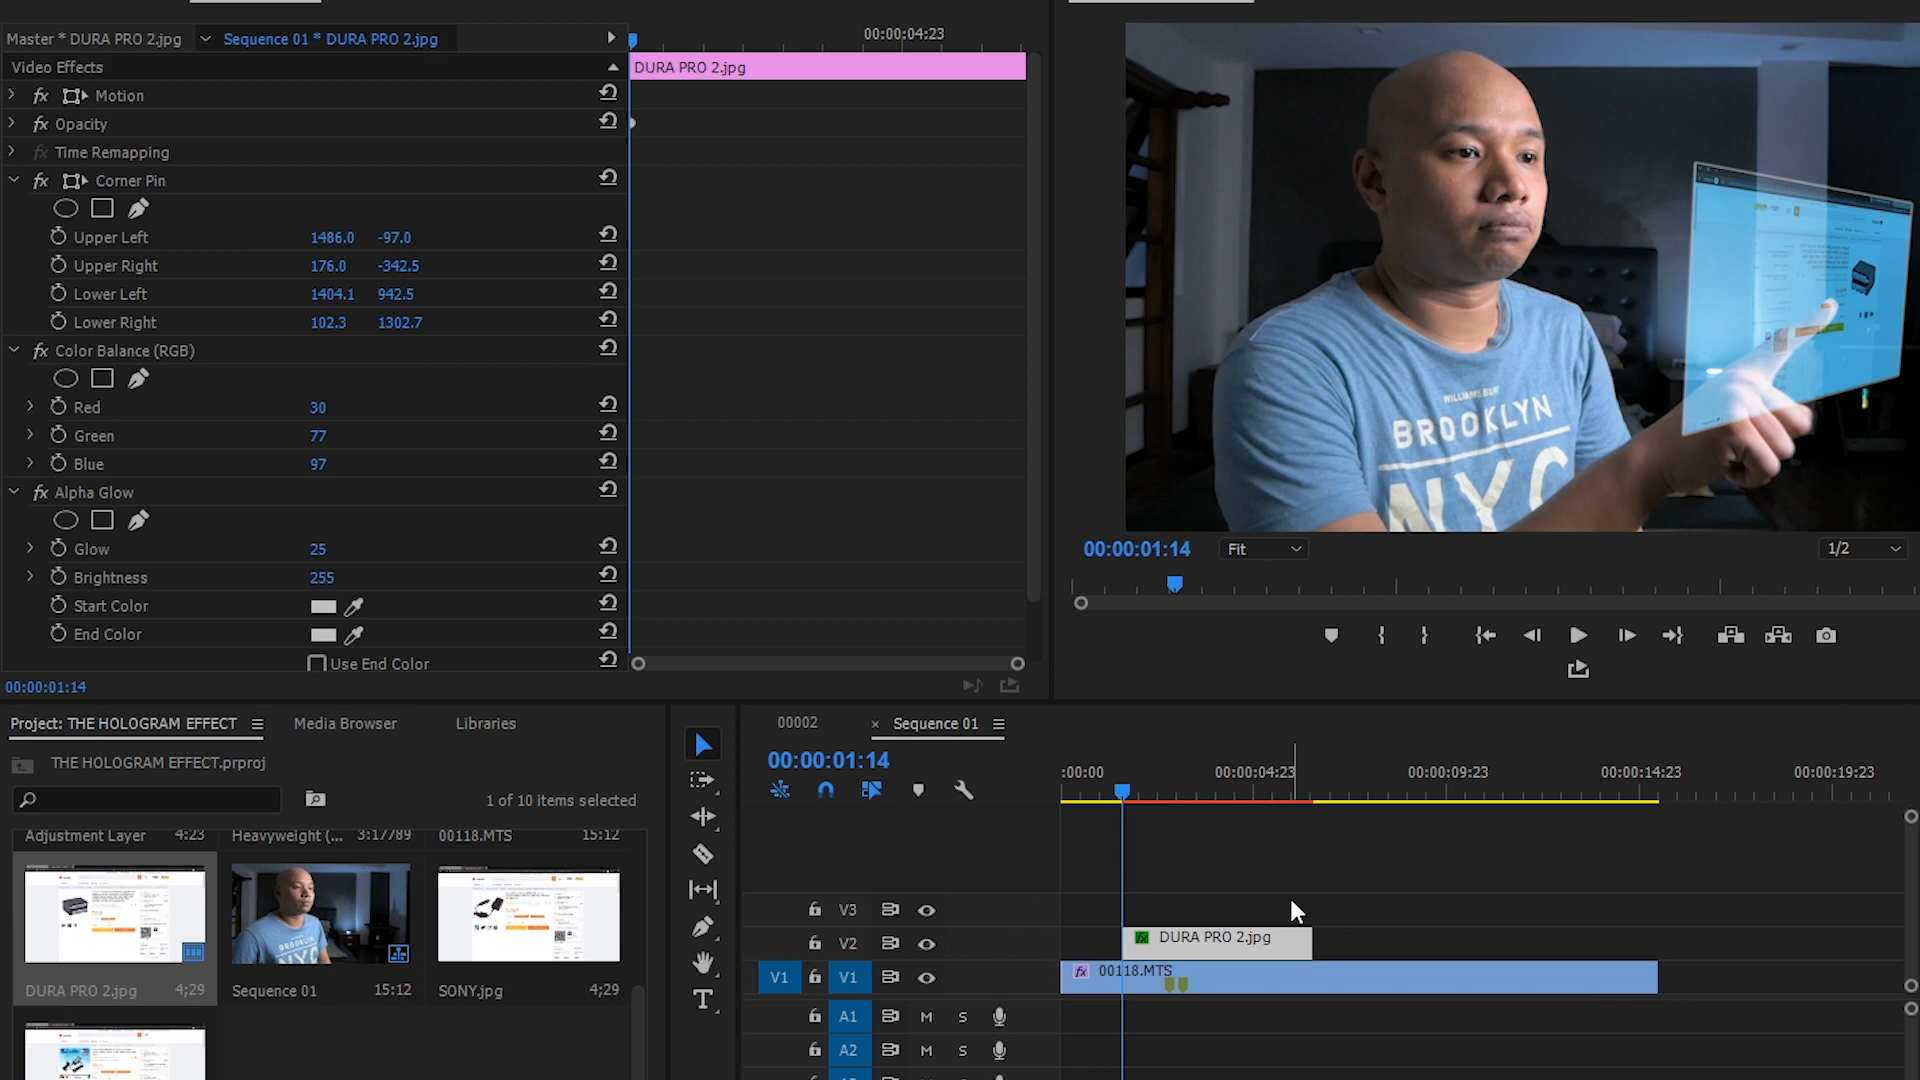 Master * DURA PRO 2.jpg
Sequence 01 * DURA PRO 2.jpg
00:00:04:23
Video Effects
DURA PRO 2.jpg
fx Motion
fx Opacity
fx Time Remapping
fx Corner Pin
Upper Left 1486.0 -97.0
Upper Right 176.0 -342.5
Lower Left 1404.1 942.5
Lower Right 102.3 1302.7
fx Color Balance (RGB)
Red 30
Green 77
Blue 97
fx Alpha Glow
Glow 25
Brightness 255
Start Color
End Color
Use End Color
00:00:01:14
BROOKLYN
NYC
00:00:01:14 Fit 1/2
Project: THE HOLOGRAM EFFECT Media Browser Libraries
THE HOLOGRAM EFFECT.prproj
1 of 10 items selected
Adjustment Layer 4:23 Heavyweight (... 3:17789 00118.MTS 15:12
DURA PRO 2.jpg 4;29 Sequence 01 15:12 SONY.jpg 4;29
00002 × Sequence 01
00:00:01:14
:00:00 00:00:04:23 00:00:09:23 00:00:14:23 00:00:19:23
V3
V2 DURA PRO 2.jpg
V1 V1 fx 00118.MTS
A1 M S
A2 M S
T